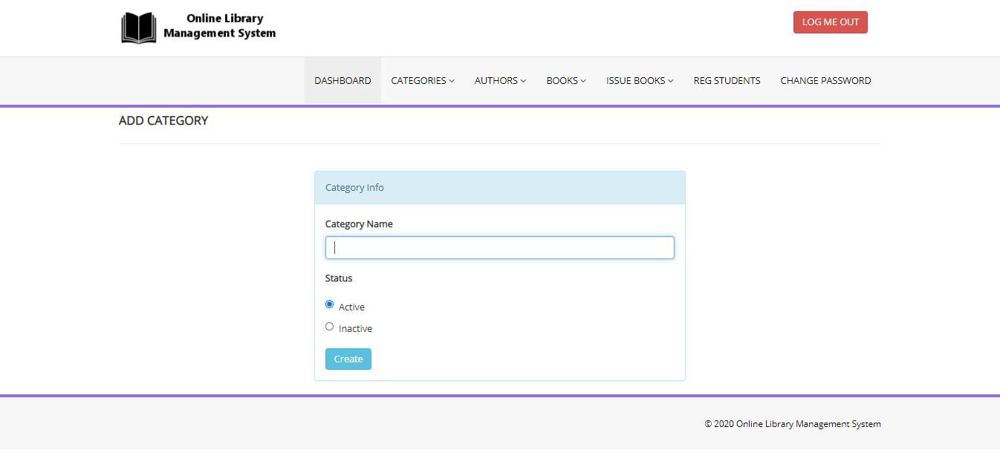 Online Library
Management System
LOG ME OUT
DASHBOARD CATEGORIES AUTHORS BOOKS ISSUE BOOKS REG STUDENTS CHANGE PASSWORD
ADD CATEGORY
Category Info
Category Name
Status
Active
Inactive
Create
© 2020 Online Library Management System